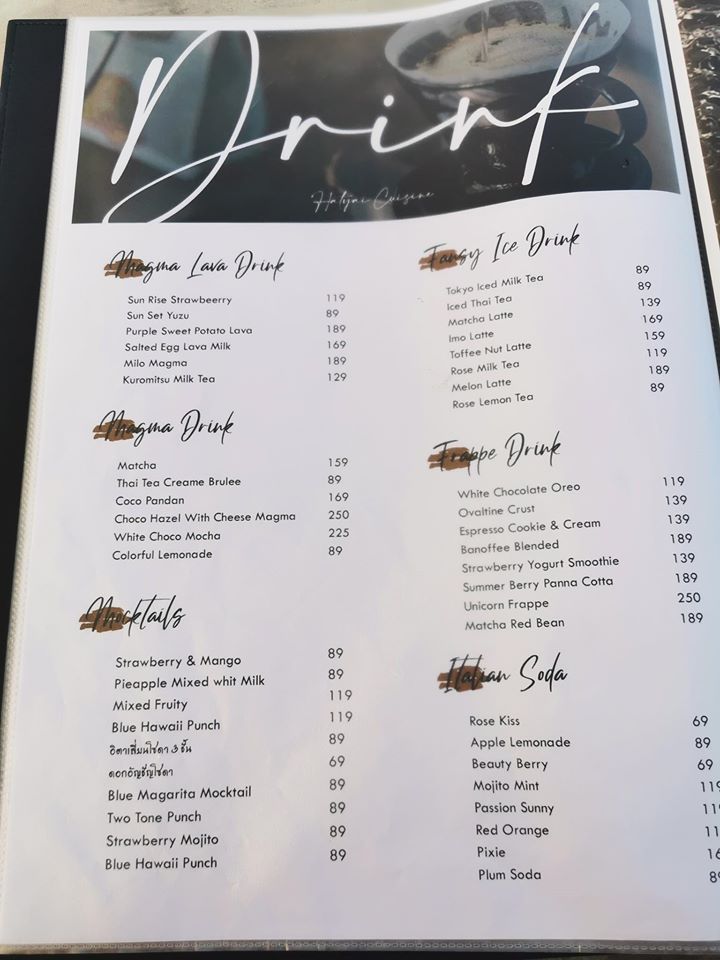 Drink
Hatyai Cuisine
Magma Lava Drink
Sun Rise Strawbeerry 119
Sun Set Yuzu 89
Purple Sweet Potato Lava 189
Salted Egg Lava Milk 169
Milo Magma 189
Kuromitsu Milk Tea 129
Magma Drink
Matcha 159
Thai Tea Creame Brulee 89
Coco Pandan 169
Choco Hazel With Cheese Magma 250
White Choco Mocha 225
Colorful Lemonade 89
Mocktails
Strawberry & Mango 89
Pieapple Mixed whit Milk 89
Mixed Fruity 119
Blue Hawaii Punch 119
อิตาเลี่ยนโซดา 3 ชั้น 89
ดอกอัญชัญโซดา 69
Blue Magarita Mocktail 89
Two Tone Punch 89
Strawberry Mojito 89
Blue Hawaii Punch 89
Fansy Ice Drink
Tokyo Iced Milk Tea 89
Iced Thai Tea 89
Matcha Latte 139
Imo Latte 169
Toffee Nut Latte 159
Rose Milk Tea 119
Melon Latte 189
Rose Lemon Tea 89
Frappe Drink
White Chocolate Oreo 119
Ovaltine Crust 139
Espresso Cookie & Cream 139
Banoffee Blended 189
Strawberry Yogurt Smoothie 139
Summer Berry Panna Cotta 189
Unicorn Frappe 250
Matcha Red Bean 189
Italian Soda
Rose Kiss 69
Apple Lemonade 89
Beauty Berry 69
Mojito Mint
Passion Sunny
Red Orange
Pixie
Plum Soda